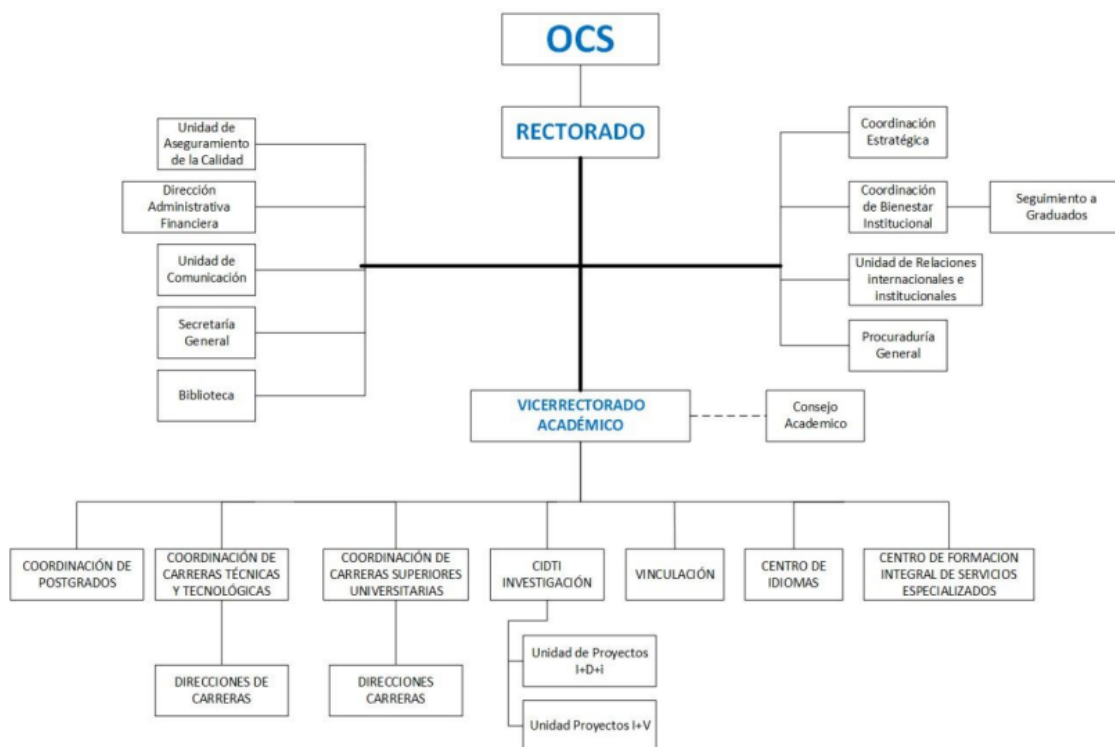 OCS
RECTORADO
Unidad de
Aseguramiento
de la Calidad
Dirección
Administrativa
Financiera
Unidad de
Comunicación
Secretaría
General
Biblioteca
Coordinación
Estratégica
Coordinación
de Bienestar
Institucional
Seguimiento a
Graduados
Unidad de Relaciones
internacionales e
institucionales
Procuraduría
General
VICERRECTORADO
ACADÉMICO
Consejo
Academico
COORDINACIÓN DE
POSTGRADOS
COORDINACIÓN DE
CARRERAS TÉCNICAS
Y TECNOLÓGICAS
COORDINACIÓN DE
CARRERAS SUPERIORES
UNIVERSITARIAS
CIDTI
INVESTIGACIÓN
VINCULACIÓN
CENTRO DE
IDIOMAS
CENTRO DE FORMACION
INTEGRAL DE SERVICIOS
ESPECIALIZADOS
DIRECCIONES DE
CARRERAS
DIRECCIONES
CARRERAS
Unidad de Proyectos
I+D+i
Unidad Proyectos I+V